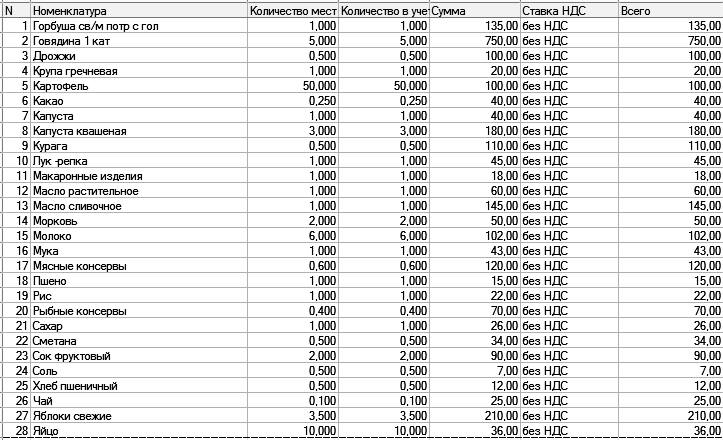 N Номенклатура Количество мест Количество в уче Сумма Ставка НДС Всего
1 Горбуша св/м потр с гол 1,000 1,000 135,00 без НДС 135,00
2 Говядина 1 кат 5,000 5,000 750,00 без НДС 750,00
3 Дрожжи 0,500 0,500 100,00 без НДС 100,00
4 Крупа гречневая 1,000 1,000 20,00 без НДС 20,00
5 Картофель 50,000 50,000 100,00 без НДС 100,00
6 Какао 0,250 0,250 40,00 без НДС 40,00
7 Капуста 1,000 1,000 40,00 без НДС 40,00
8 Капуста квашеная 3,000 3,000 180,00 без НДС 180,00
9 Курага 0,500 0,500 110,00 без НДС 110,00
10 Лук -репка 1,000 1,000 45,00 без НДС 45,00
11 Макаронные изделия 1,000 1,000 18,00 без НДС 18,00
12 Масло растительное 1,000 1,000 60,00 без НДС 60,00
13 Масло сливочное 1,000 1,000 145,00 без НДС 145,00
14 Морковь 2,000 2,000 50,00 без НДС 50,00
15 Молоко 6,000 6,000 102,00 без НДС 102,00
16 Мука 1,000 1,000 43,00 без НДС 43,00
17 Мясные консервы 0,600 0,600 120,00 без НДС 120,00
18 Пшено 1,000 1,000 15,00 без НДС 15,00
19 Рис 1,000 1,000 22,00 без НДС 22,00
20 Рыбные консервы 0,400 0,400 70,00 без НДС 70,00
21 Сахар 1,000 1,000 26,00 без НДС 26,00
22 Сметана 0,500 0,500 34,00 без НДС 34,00
23 Сок фруктовый 2,000 2,000 90,00 без НДС 90,00
24 Соль 0,500 0,500 7,00 без НДС 7,00
25 Хлеб пшеничный 0,500 0,500 12,00 без НДС 12,00
26 Чай 0,100 0,100 25,00 без НДС 25,00
27 Яблоки свежие 3,500 3,500 210,00 без НДС 210,00
28 Яйцо 10,000 10,000 36,00 без НДС 36,00